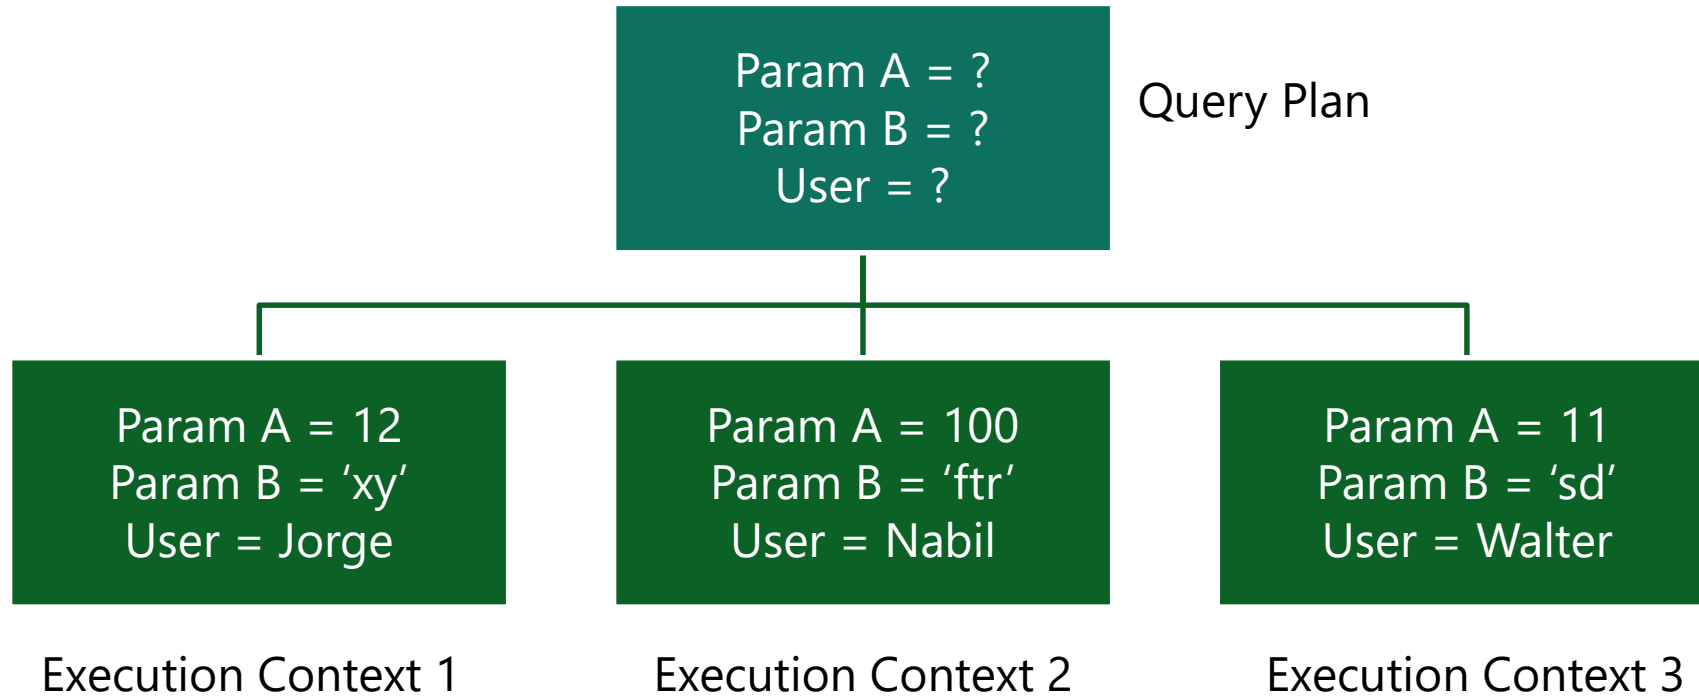 Param A = ?
Param B = ?
User = ?
Query Plan
Param A = 12
Param B = ‘xy’
User = Jorge
Param A = 100
Param B = ‘ftr’
User = Nabil
Param A = 11
Param B = ‘sd’
User = Walter
Execution Context 1
Execution Context 2
Execution Context 3